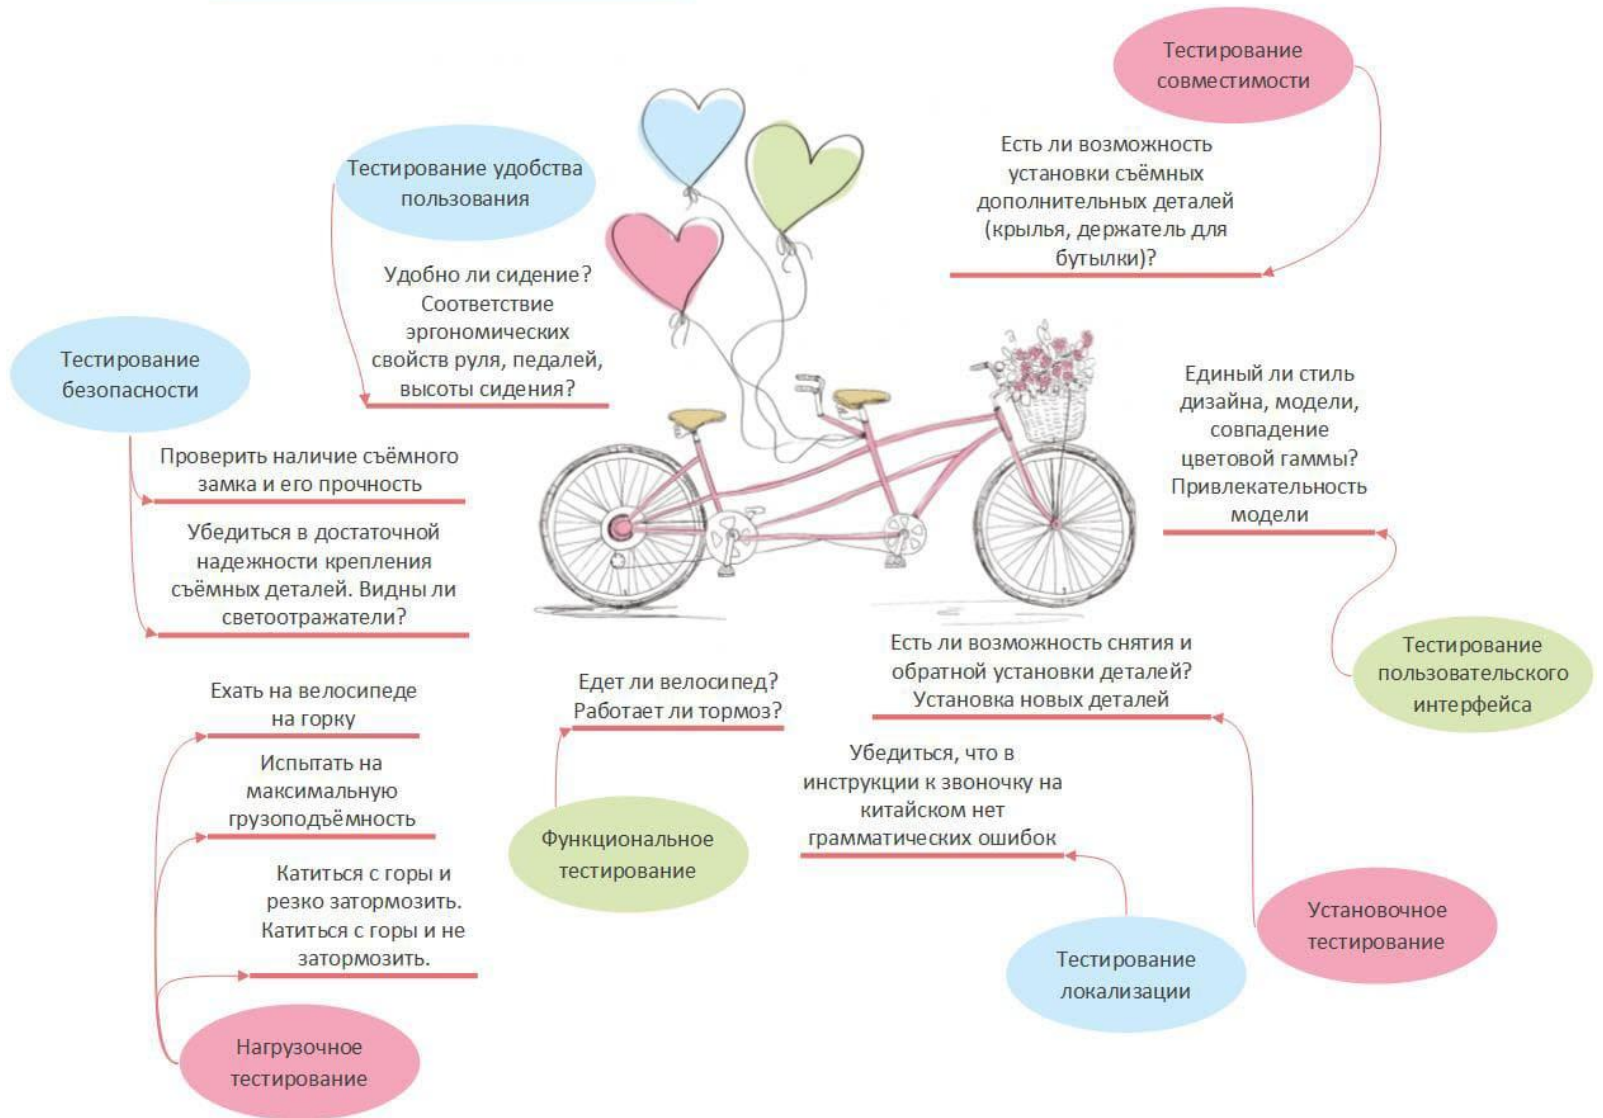 Тестирование
совместимости
Есть ли возможность
установки съёмных
дополнительных деталей
(крылья, держатель для
бутылки)?
Тестирование удобства
пользования
Удобно ли сидение?
Соответствие
эргономических
свойств руля, педалей,
высоты сидения?
Тестирование
безопасности
Проверить наличие съёмного
замка и его прочность
Убедиться в достаточной
надежности крепления
съёмных деталей. Видны ли
светоотражатели?
Единый ли стиль
дизайна, модели,
совпадение
цветовой гаммы?
Привлекательность
модели
Тестирование
пользовательского
интерфейса
Есть ли возможность снятия и
обратной установки деталей?
Установка новых деталей
Едет ли велосипед?
Работает ли тормоз?
Ехать на велосипеде
на горку
Испытать на
максимальную
грузоподъёмность
Катиться с горы и
резко затормозить.
Катиться с горы и не
затормозить.
Убедиться, что в
инструкции к звоночку на
китайском нет
грамматических ошибок
Функциональное
тестирование
Установочное
тестирование
Тестирование
локализации
Нагрузочное
тестирование